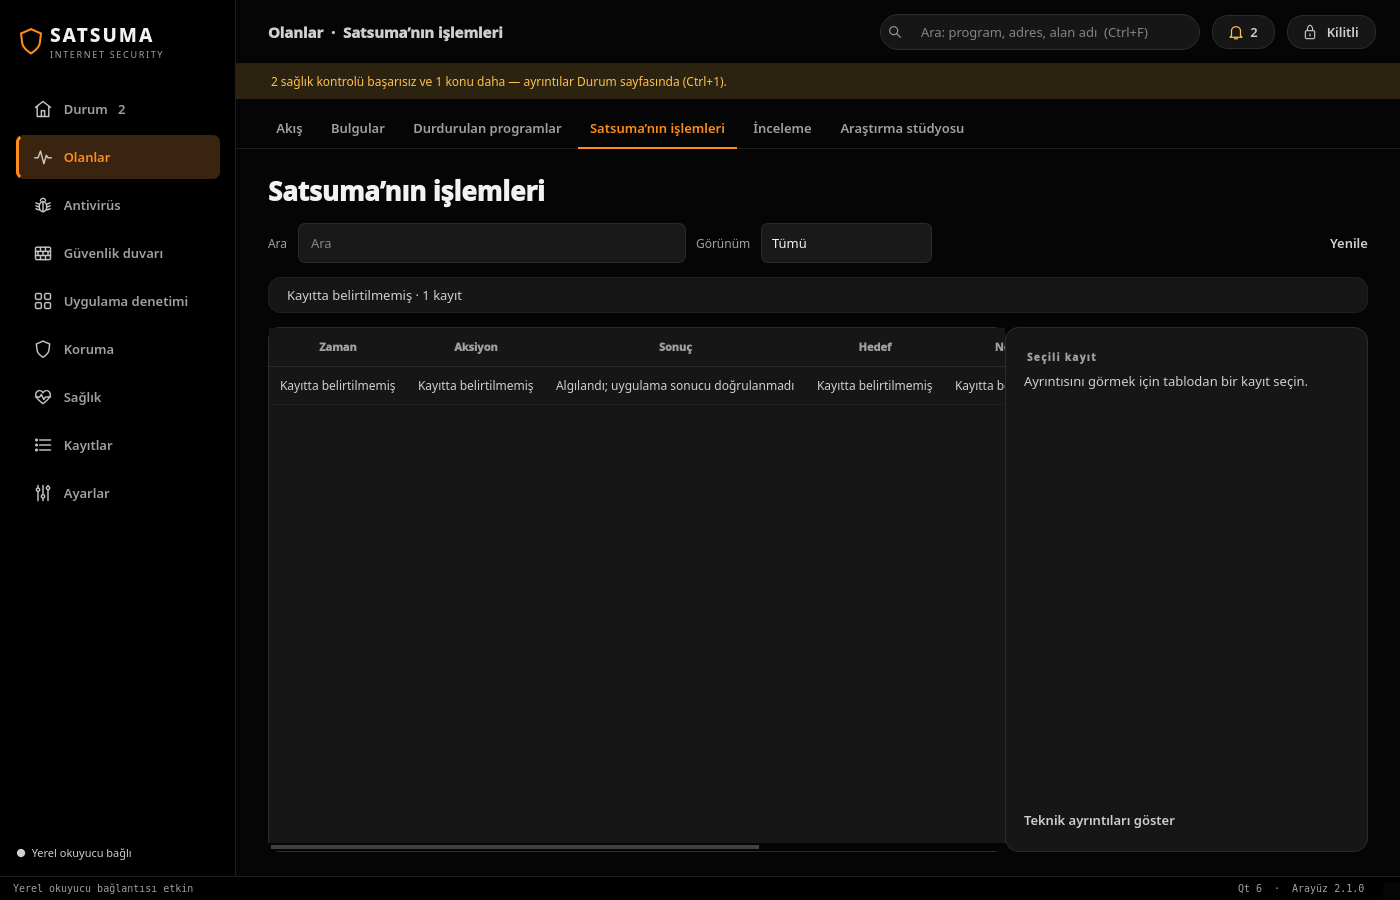 SATSUMA
INTERNET SECURITY
Durum 2
Olanlar
Antivirüs
Güvenlik duvarı
Uygulama denetimi
Koruma
Sağlık
Kayıtlar
Ayarlar
Yerel okuyucu bağlı
Olanlar · Satsuma’nın işlemleri
Ara: program, adres, alan adı (Ctrl+F)
2
Kilitli
2 sağlık kontrolü başarısız ve 1 konu daha — ayrıntılar Durum sayfasında (Ctrl+1).
Akış Bulgular Durdurulan programlar Satsuma’nın işlemleri İnceleme Araştırma stüdyosu
Satsuma’nın işlemleri
Ara Ara Görünüm Tümü Yenile
Kayıtta belirtilmemiş · 1 kayıt
Zaman Aksiyon Sonuç Hedef
Kayıtta belirtilmemiş Kayıtta belirtilmemiş Algılandı; uygulama sonucu doğrulanmadı Kayıtta belirtilmemiş Kayıtta
Seçili kayıt
Ayrıntısını görmek için tablodan bir kayıt seçin.
Teknik ayrıntıları göster
Yerel okuyucu bağlantısı etkin
Qt 6 · Arayüz 2.1.0